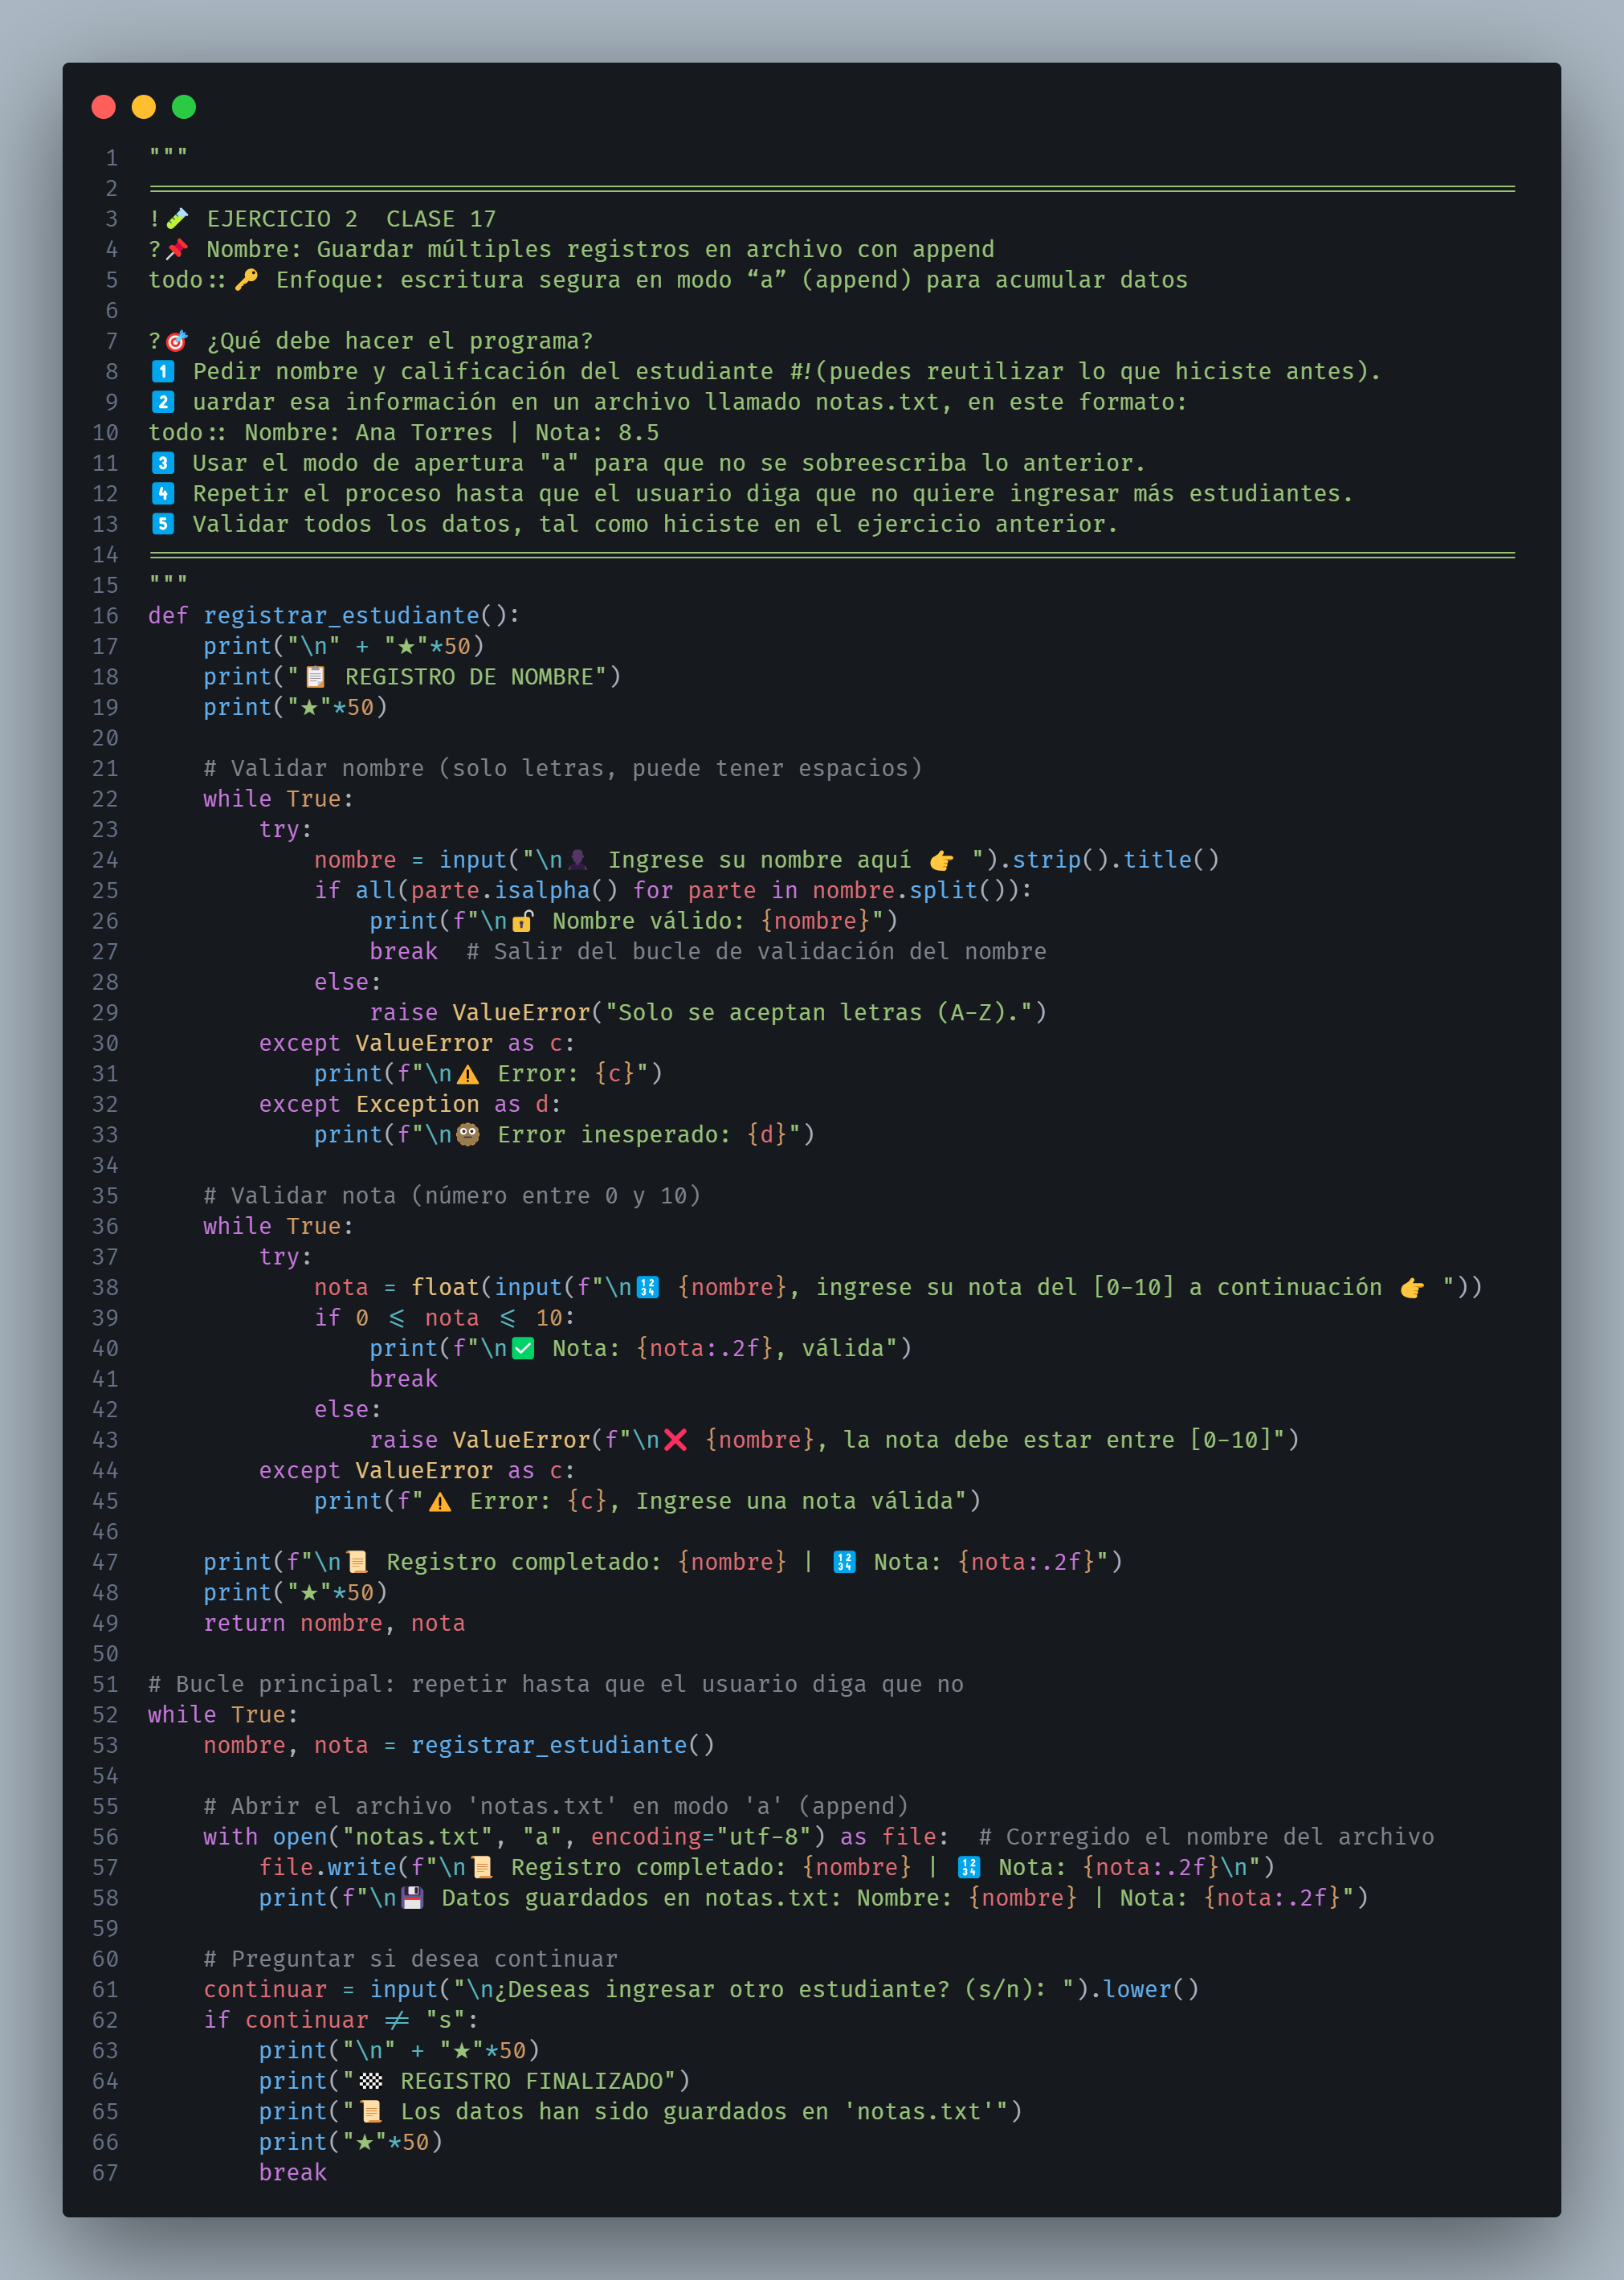 1 """
2 ===================================================================================================
3 !🧪 EJERCICIO 2  CLASE 17
4 ?📌 Nombre: Guardar múltiples registros en archivo con append
5 todo::🔑 Enfoque: escritura segura en modo “a” (append) para acumular datos
6
7 ?🎯 ¿Qué debe hacer el programa?
8 1️⃣ Pedir nombre y calificación del estudiante #!(puedes reutilizar lo que hiciste antes).
9 2️⃣ uardar esa información en un archivo llamado notas.txt, en este formato:
10 todo:: Nombre: Ana Torres | Nota: 8.5
11 3️⃣ Usar el modo de apertura "a" para que no se sobreescriba lo anterior.
12 4️⃣ Repetir el proceso hasta que el usuario diga que no quiere ingresar más estudiantes.
13 5️⃣ Validar todos los datos, tal como hiciste en el ejercicio anterior.
14 ===================================================================================================
15 """
16 def registrar_estudiante():
17     print("\n" + "★"*50)
18     print("📋 REGISTRO DE NOMBRE")
19     print("★"*50)
20
21     # Validar nombre (solo letras, puede tener espacios)
22     while True:
23         try:
24             nombre = input("\n👤 Ingrese su nombre aquí 👉 ").strip().title()
25             if all(parte.isalpha() for parte in nombre.split()):
26                 print(f"\n🔓 Nombre válido: {nombre}")
27                 break  # Salir del bucle de validación del nombre
28             else:
29                 raise ValueError("Solo se aceptan letras (A-Z).")
30         except ValueError as c:
31             print(f"\n⚠️ Error: {c}")
32         except Exception as d:
33             print(f"\n Error inesperado: {d}")
34
35     # Validar nota (número entre 0 y 10)
36     while True:
37         try:
38             nota = float(input(f"\n🔢 {nombre}, ingrese su nota del [0-10] a continuación 👉 "))
39             if 0 <= nota <= 10:
40                 print(f"\n✅ Nota: {nota:.2f}, válida")
41                 break
42             else:
43                 raise ValueError(f"\n❌ {nombre}, la nota debe estar entre [0-10]")
44         except ValueError as c:
45             print(f"⚠️ Error: {c}, Ingrese una nota válida")
46
47     print(f"\n📜 Registro completado: {nombre} | 🔢 Nota: {nota:.2f}")
48     print("★"*50)
49     return nombre, nota
50
51 # Bucle principal: repetir hasta que el usuario diga que no
52 while True:
53     nombre, nota = registrar_estudiante()
54
55     # Abrir el archivo 'notas.txt' en modo 'a' (append)
56     with open("notas.txt", "a", encoding="utf-8") as file:  # Corregido el nombre del archivo
57         file.write(f"\n📜 Registro completado: {nombre} | 🔢 Nota: {nota:.2f}\n")
58         print(f"\n💾 Datos guardados en notas.txt: Nombre: {nombre} | Nota: {nota:.2f}")
59
60     # Preguntar si desea continuar
61     continuar = input("\n¿Deseas ingresar otro estudiante? (s/n): ").lower()
62     if continuar != "s":
63         print("\n" + "★"*50)
64         print("🏁 REGISTRO FINALIZADO")
65         print("📜 Los datos han sido guardados en 'notas.txt'")
66         print("★"*50)
67         break